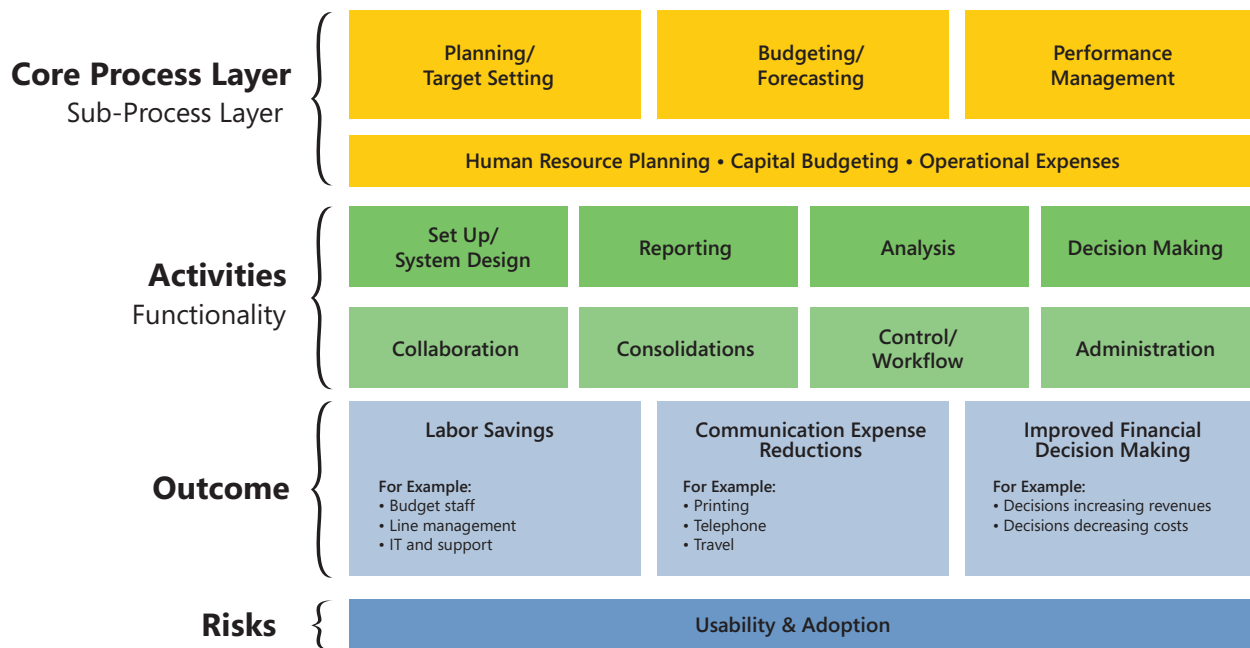 Core Process Layer
Sub-Process Layer
Planning/
Target Setting
Budgeting/
Forecasting
Performance
Management
Human Resource Planning • Capital Budgeting • Operational Expenses
Activities
Functionality
Set Up/
System Design
Reporting
Analysis
Decision Making
Collaboration
Consolidations
Control/
Workflow
Administration
Outcome
Labor Savings
For Example:
• Budget staff
• Line management
• IT and support
Communication Expense
Reductions
For Example:
• Printing
• Telephone
• Travel
Improved Financial
Decision Making
For Example:
• Decisions increasing revenues
• Decisions decreasing costs
Risks
Usability & Adoption